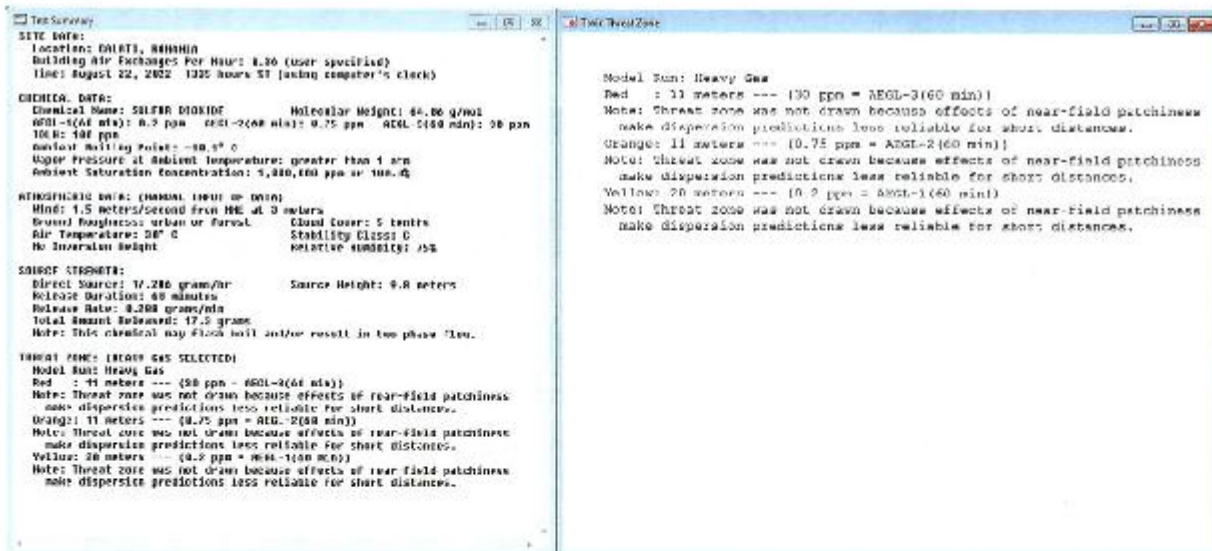 Text Summary
SITE DATA:
Location: GALATI, ROMANIA
Building Air Exchanges Per Hour: 0.86 (user specified)
Time: August 22, 2022 1335 hours ST (using computer's clock)
CHEMICAL DATA:
Chemical Name: SULFUR DIOXIDE Molecular Weight: 64.06 g/mol
AEGL-1(60 min): 0.2 ppm AEGL-2(60 min): 0.75 ppm AEGL-3(60 min): 30 ppm
IDLH: 100 ppm
Ambient Boiling Point: ° C
Vapor Pressure at Ambient Temperature: greater than 1 atm
Ambient Saturation Concentration: 1,000,000 ppm or 100.0%
ATMOSPHERIC DATA: (MANUAL INPUT OF DATA)
Wind: 1.5 meters/second from NNE at 3 meters
Ground Roughness: urban or forest Cloud Cover: 5 tenths
Air Temperature: 30° C Stability Class: C
No Inversion Height Relative Humidity: 75%
SOURCE STRENGTH:
Direct Source: 17.286 grams/hr Source Height: meters
Release Duration: 60 minutes
Release Rate: 0.288 grams/min
Total Amount Released: 17.3 grams
Note: This chemical may flash boil and/or result in two phase flow.
THREAT ZONE: (HEAVY GAS SELECTED)
Model Run: Heavy Gas
Red : 11 meters --- (30 ppm = AEGL-3(60 min))
Note: Threat zone was not drawn because effects of near-field patchiness
make dispersion predictions less reliable for short distances.
Orange: 11 meters --- (0.75 ppm = AEGL-2(60 min))
Note: Threat zone was not drawn because effects of near-field patchiness
make dispersion predictions less reliable for short distances.
Yellow: 20 meters --- (0.2 ppm = AEGL-1(60 min))
Note: Threat zone was not drawn because effects of near field patchiness
make dispersion predictions less reliable for short distances.
Toxic Threat Zone
Model Run: Heavy Gas
Red : 11 meters --- (30 ppm = AEGL-3(60 min))
Note: Threat zone was not drawn because effects of near-field patchiness
make dispersion predictions less reliable for short distances.
Orange: 11 meters --- (0.75 ppm = AEGL-2(60 min))
Note: Threat zone was not drawn because effects of near-field patchiness
make dispersion predictions less reliable for short distances.
Yellow: 20 meters --- (0.2 ppm = AEGL-1(60 min))
Note: Threat zone was not drawn because effects of near-field patchiness
make dispersion predictions less reliable for short distances.